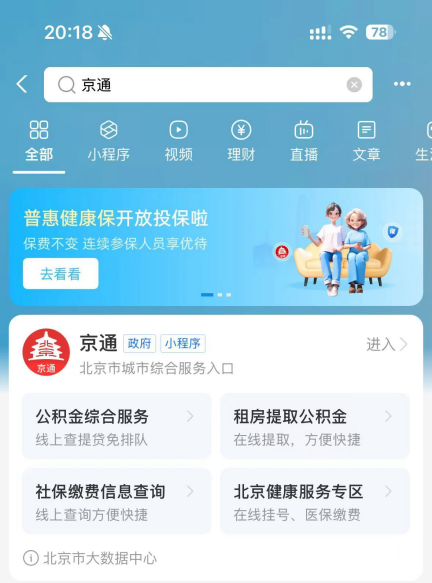 20:18
78
京通
全部
小程序
视频
理财
直播
文章
普惠健康保开放投保啦
保费不变 连续参保人员享优待
去看看
京通
京通 政府 小程序
进入
北京市城市综合服务入口
公积金综合服务
线上查提贷免排队
租房提取公积金
在线提取，方便快捷
社保缴费信息查询
线上查询方便快捷
北京健康服务专区
在线挂号、医保缴费
北京市大数据中心